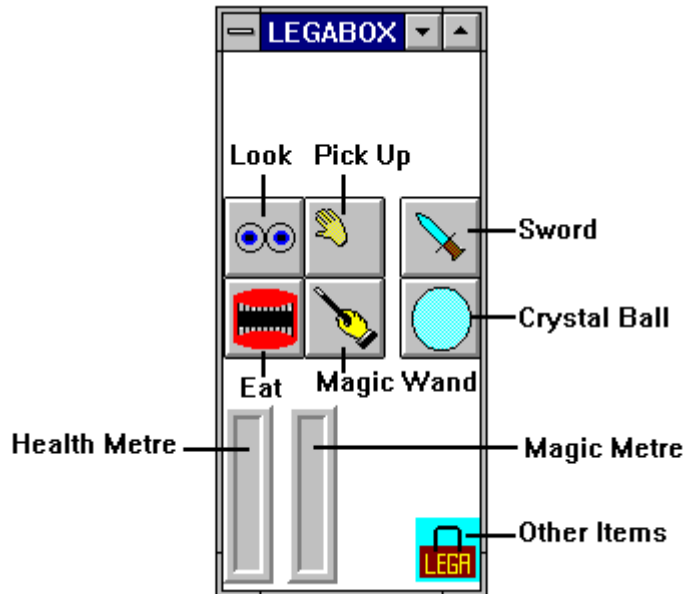 LEGABOX
Look
Pick Up
Sword
Crystal Ball
Eat
Magic Wand
Health Metre
Magic Metre
Other Items
LEGA